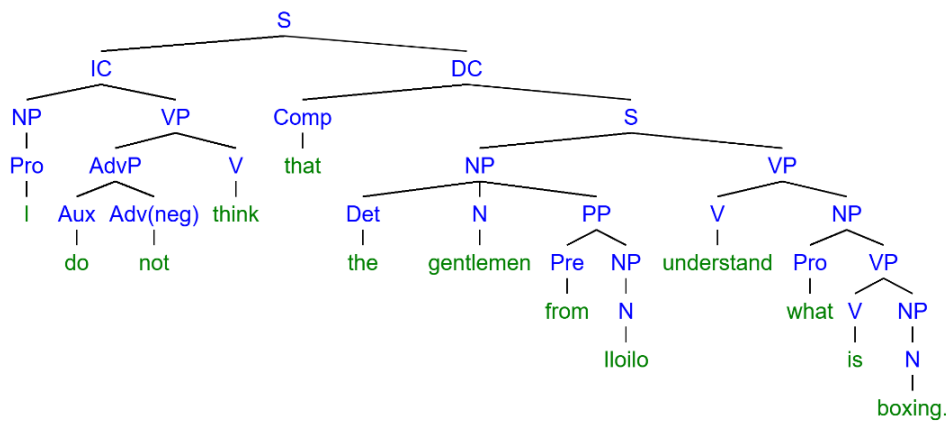 S
IC DC
NP VP Comp S
Pro AdvP V that NP VP
I Aux Adv(neg) think Det N PP V NP
do not the gentlemen Pre NP understand Pro VP
from N what V NP
Iloilo is N
boxing.